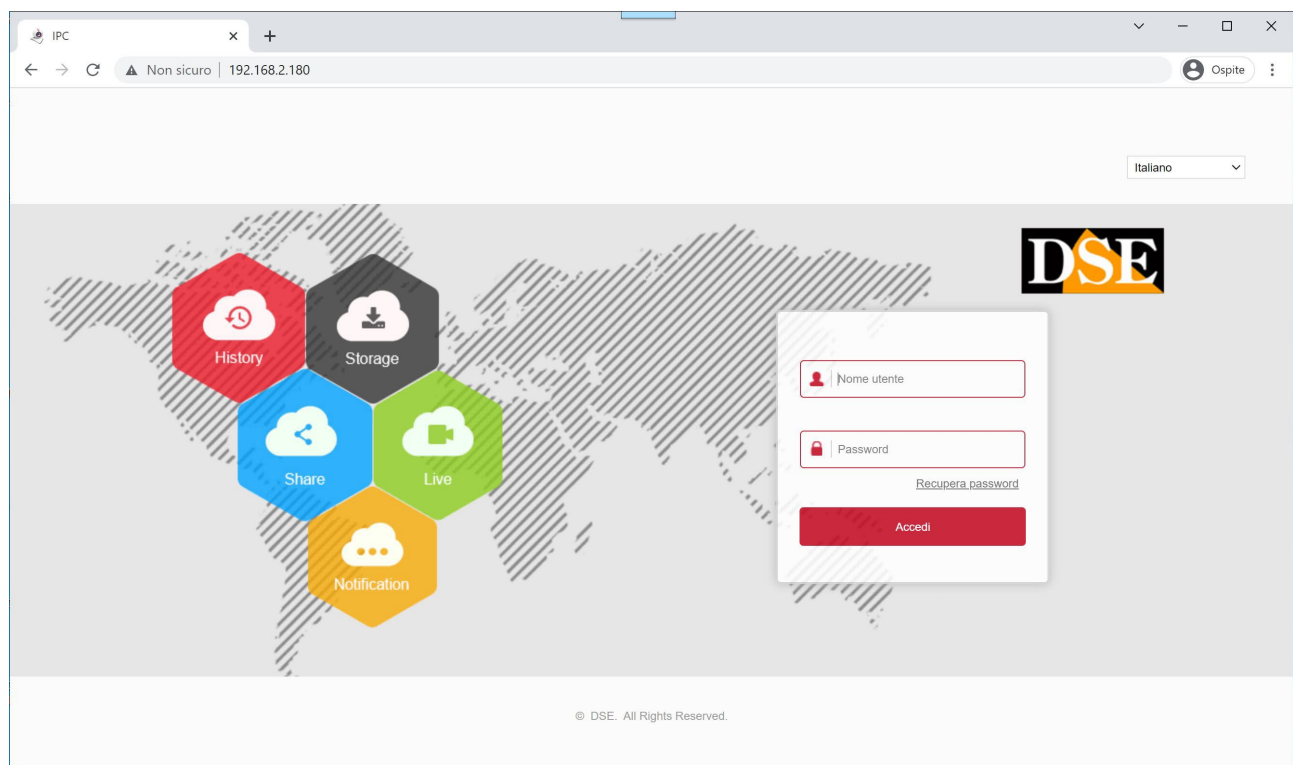 IPC
Non sicuro | 192.168.2.180
Ospite
Italiano
DSE
History
Storage
Share
Live
Notification
Nome utente
Password
Recupera password
Accedi
© DSE. All Rights Reserved.